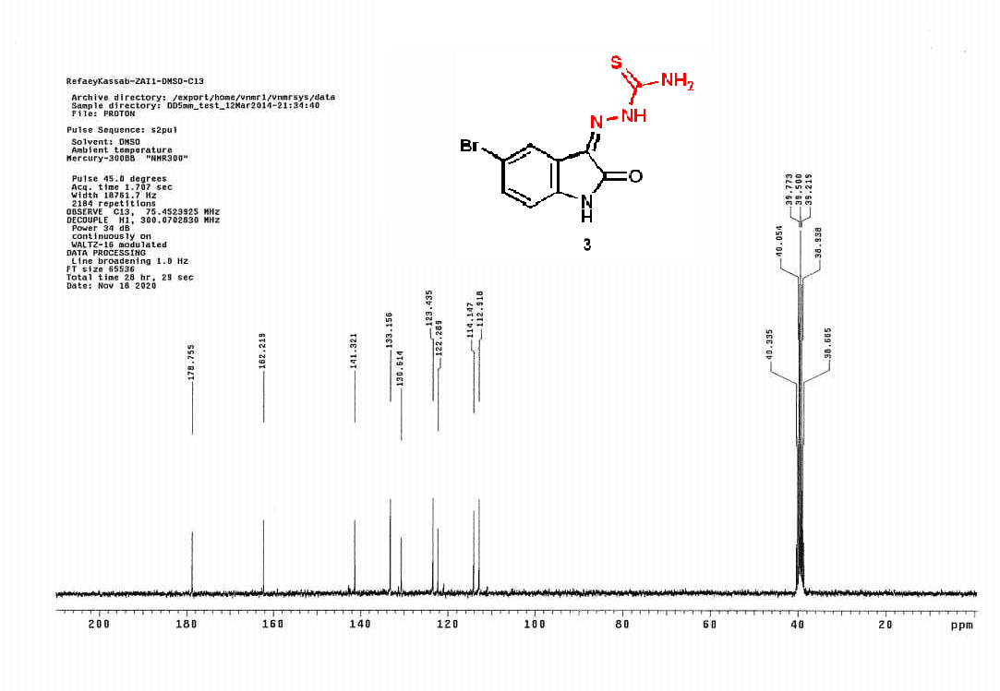 RefaeyKassab-ZAI1-DMSO-C13
Archive directory: /export/home/vnmr1/vnmrsys/data
Sample directory: DD5mm_test_12Mar2014-21:34:40
File: PROTON
Pulse Sequence: s2pul
Solvent: DMSO
Ambient temperature
Mercury-300BB "NMR300"
Pulse 45.0 degrees
Acq. time 1.707 sec
Width 18761.7 Hz
2184 repetitions
OBSERVE C13, 75.4523925 MHz
DECOUPLE H1, 300.0702830 MHz
Power 34 dB
continuously on
WALTZ-16 modulated
DATA PROCESSING
Line broadening 1.0 Hz
FT size 65536
Total time 28 hr, 29 sec
Date: Nov 18 2020
S
NH2
NH
N
Br
O
N
H
3
178.755
162.219
141.321
133.156
130.614
123.435
122.289
114.147
112.918
40.335
40.054
39.773
39.500
39.219
38.938
38.665
200 180 160 140 120 100 80 60 40 20 ppm